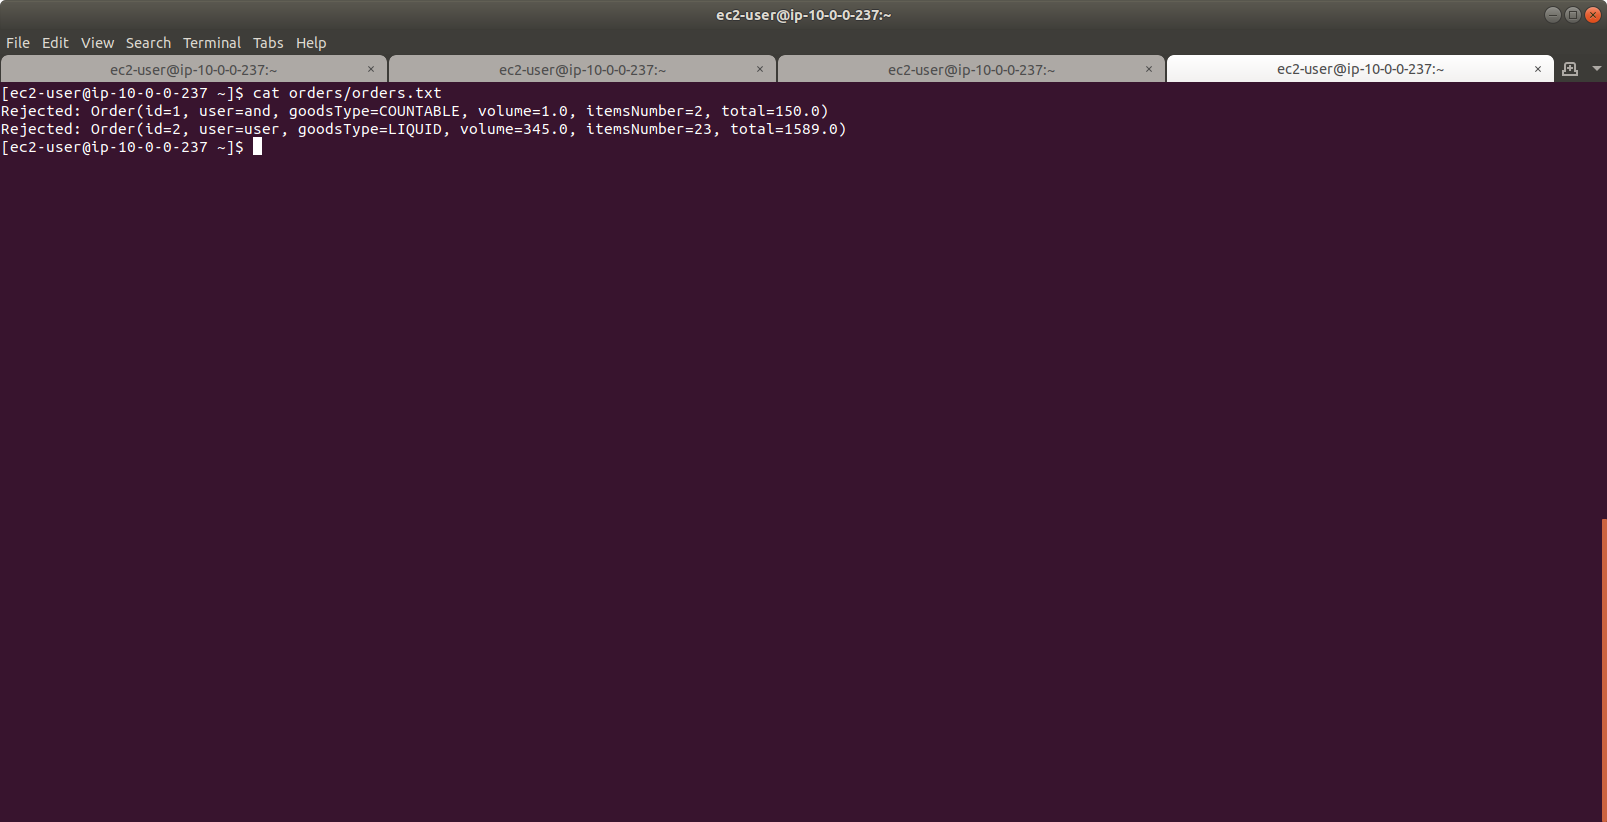 ec2-user@ip-10-0-0-237:~
File Edit View Search Terminal Tabs Help
ec2-user@ip-10-0-0-237:~ × ec2-user@ip-10-0-0-237:~ × ec2-user@ip-10-0-0-237:~ × ec2-user@ip-10-0-0-237:~ ×
[ec2-user@ip-10-0-0-237 ~]$ cat orders/orders.txt
Rejected: Order(id=1, user=and, goodsType=COUNTABLE, volume=1.0, itemsNumber=2, total=150.0)
Rejected: Order(id=2, user=user, goodsType=LIQUID, volume=345.0, itemsNumber=23, total=1589.0)
[ec2-user@ip-10-0-0-237 ~]$